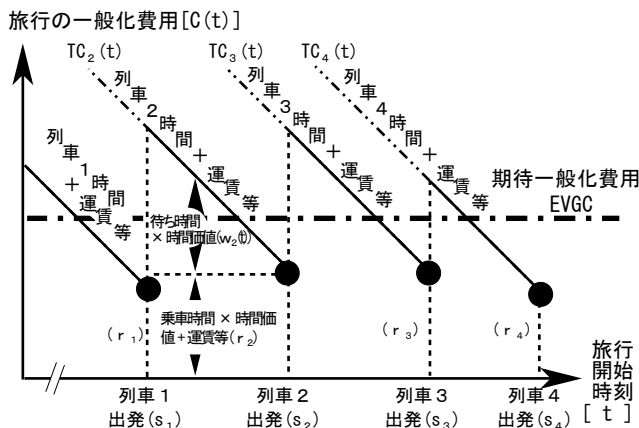 旅行の一般化費用[C(t)]
TC₂(t)
TC₃(t)
TC₄(t)
列車1時間+運賃等
列車2時間+運賃等
列車3時間+運賃等
列車4時間+運賃等
期待一般化費用
EVGC
待ち時間
×時間価値(w₂(t))
乗車時間×時間価
値+運賃等(r₂)
(r₁)
(r₃)
(r₄)
旅行
開始
時刻
[t]
列車1
出発(s₁)
列車2
出発(s₂)
列車3
出発(s₃)
列車4
出発(s₄)